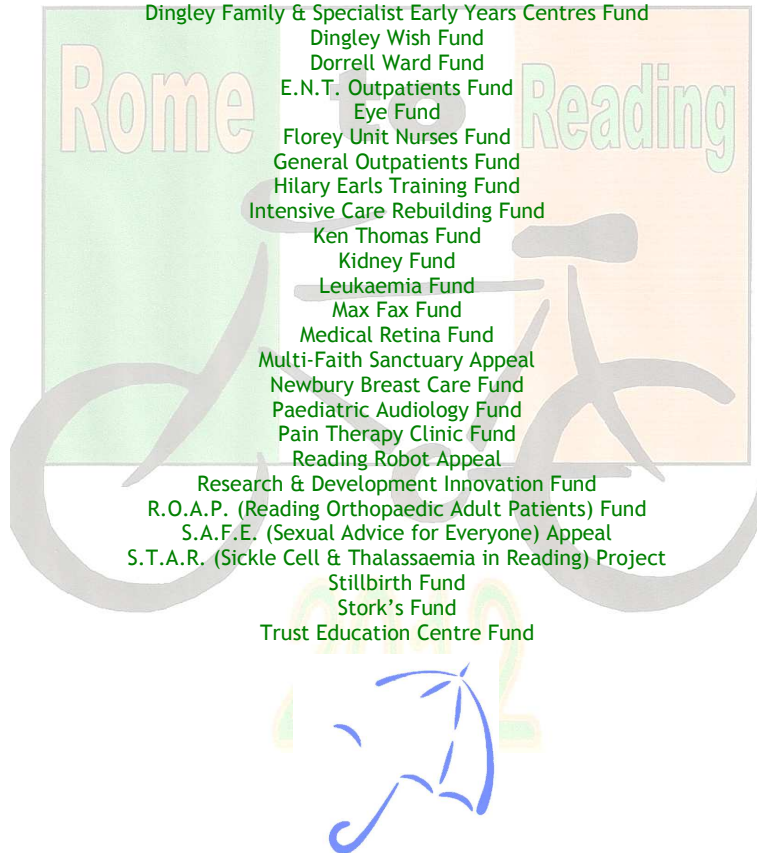 Dingley Family & Specialist Early Years Centres Fund
Dingley Wish Fund
Dorrell Ward Fund
E.N.T. Outpatients Fund
Eye Fund
Florey Unit Nurses Fund
General Outpatients Fund
Hilary Earls Training Fund
Intensive Care Rebuilding Fund
Ken Thomas Fund
Kidney Fund
Leukaemia Fund
Max Fax Fund
Medical Retina Fund
Multi-Faith Sanctuary Appeal
Newbury Breast Care Fund
Paediatric Audiology Fund
Pain Therapy Clinic Fund
Reading Robot Appeal
Research & Development Innovation Fund
R.O.A.P. (Reading Orthopaedic Adult Patients) Fund
S.A.F.E. (Sexual Advice for Everyone) Appeal
S.T.A.R. (Sickle Cell & Thalassaemia in Reading) Project
Stillbirth Fund
Stork’s Fund
Trust Education Centre Fund
Rome to Reading